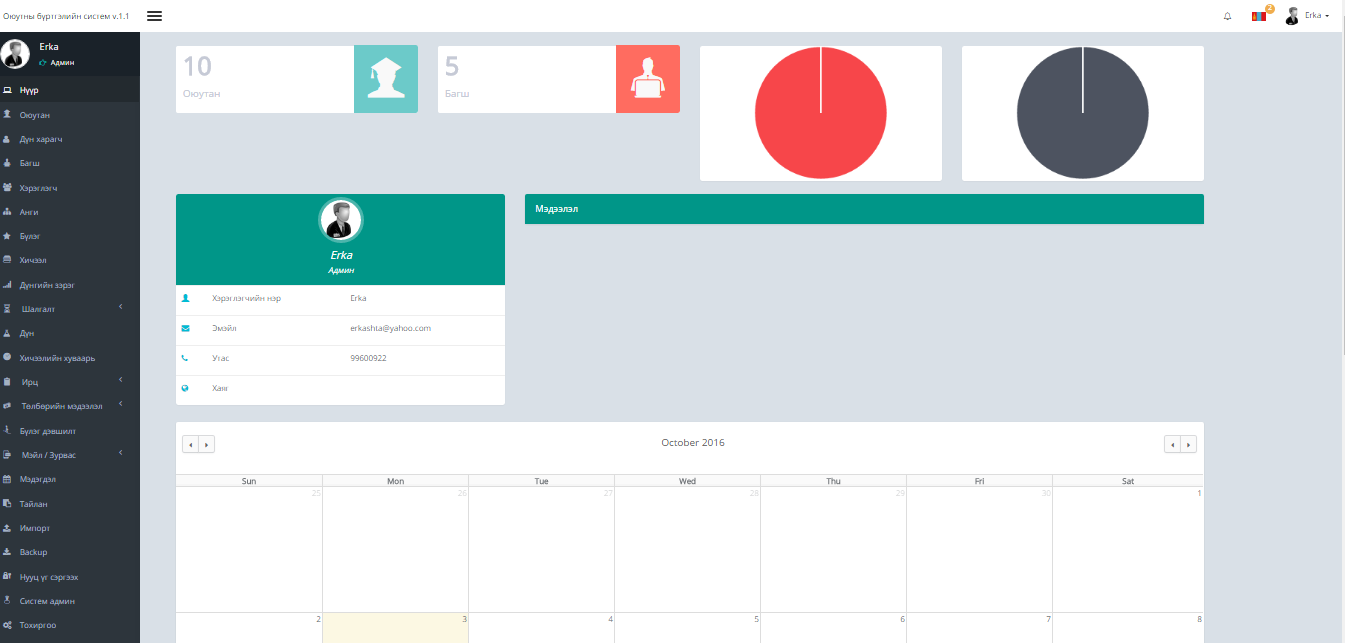 Оюутны бүртгэлийн систем v.1.1
2
Erka
Erka
Админ
Нүүр
Оюутан
Дүн харагч
Багш
Хэрэглэгч
Анги
Бүлэг
Хичээл
Дүнгийн зэрэг
Шалгалт
Дүн
Хичээлийн хуваарь
Ирц
Төлбөрийн мэдээлэл
Бүлэг дэвшилт
Мэйл / Зурвас
Мэдэгдэл
Тайлан
Импорт
Backup
Нууц үг сэргээх
Систем админ
Тохиргоо
10
Оюутан
5
Багш
Erka
Админ
Хэрэглэгчийн нэр Erka
Эмэйл erkashta@yahoo.com
Утас 99600922
Хаяг
Мэдээлэл
October 2016
Sun Mon Tue Wed Thu Fri Sat
25 26 27 28 29 30 1
2 3 4 5 6 7 8